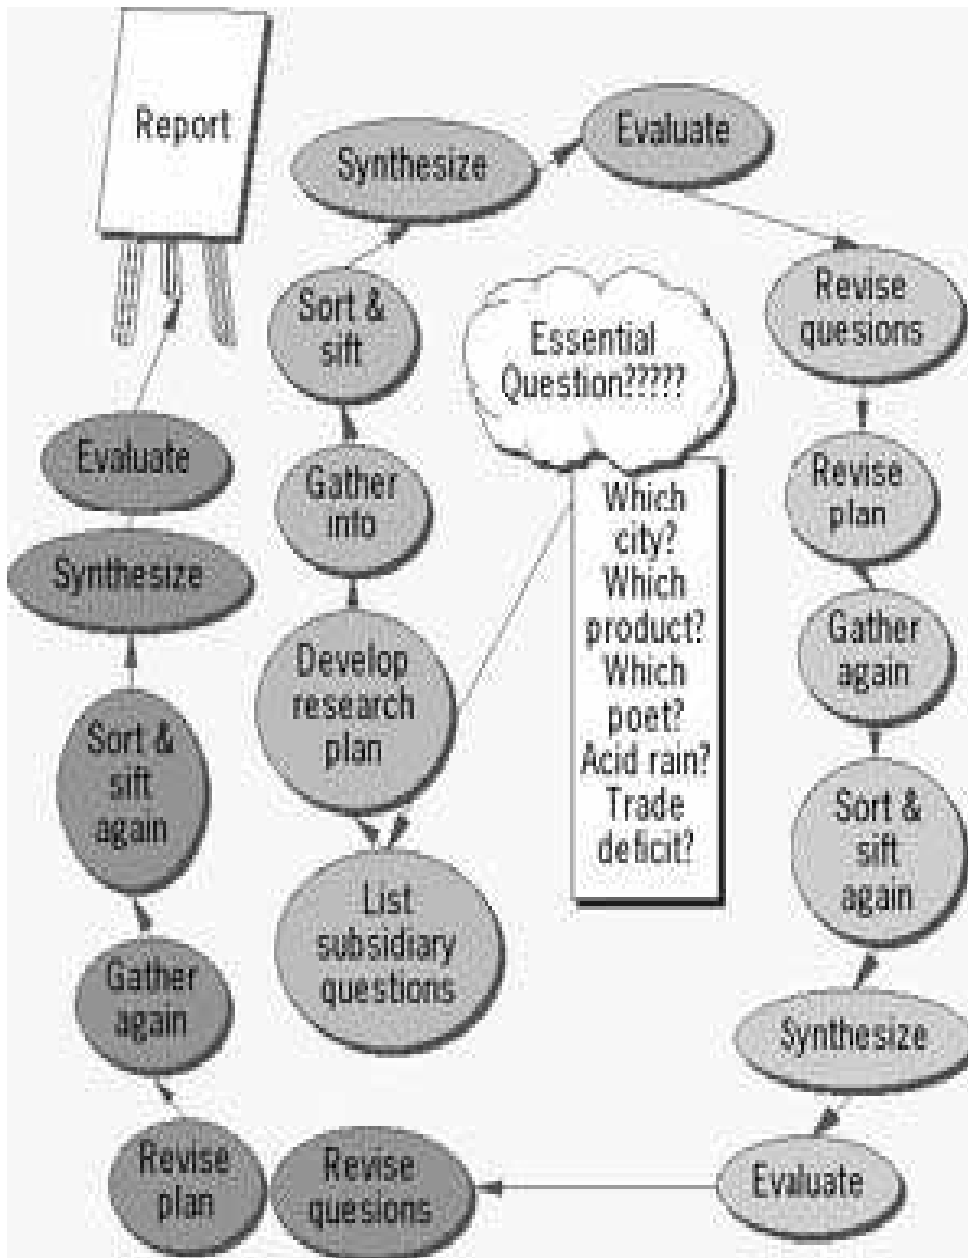 Report
Synthesize
Evaluate
Sort &
sift
Essential
Question?????
Revise
quesions
Evaluate
Gather
info
Which
city?
Which
product?
Which
poet?
Acid rain?
Trade
deficit?
Revise
plan
Synthesize
Develop
research
plan
Gather
again
Sort &
sift
again
Sort &
sift
again
List
subsidiary
questions
Gather
again
Synthesize
Revise
plan
Revise
quesions
Evaluate